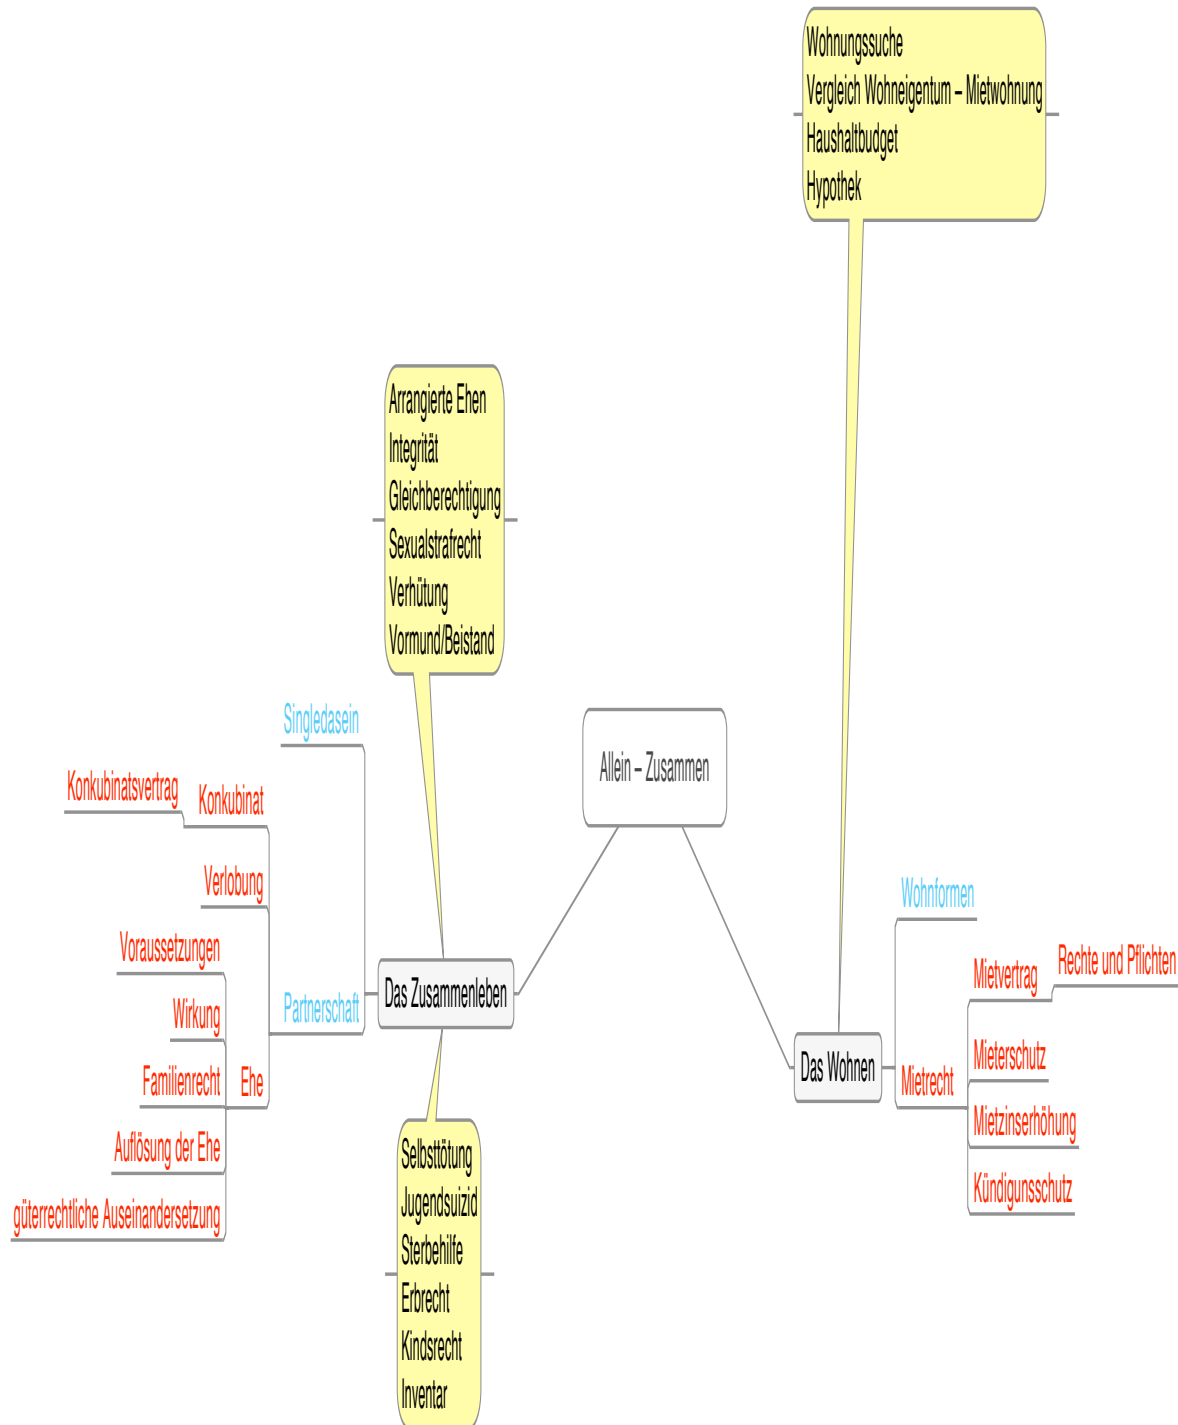 Wohnungssuche
Vergleich Wohneigentum – Mietwohnung
Haushaltbudget
Hypothek
Arrangierte Ehen
Integrität
Gleichberechtigung
Sexualstrafrecht
Verhütung
Vormund/Beistand
Allein – Zusammen
Singledasein
Konkubinatsvertrag
Konkubinat
Verlobung
Voraussetzungen
Wirkung
Familienrecht
Ehe
Auflösung der Ehe
güterrechtliche Auseinandersetzung
Partnerschaft
Das Zusammenleben
Selbsttötung
Jugendsuizid
Sterbehilfe
Erbrecht
Kindsrecht
Inventar
Das Wohnen
Wohnformen
Mietrecht
Mietvertrag
Rechte und Pflichten
Mieterschutz
Mietzinserhöhung
Kündigunsschutz